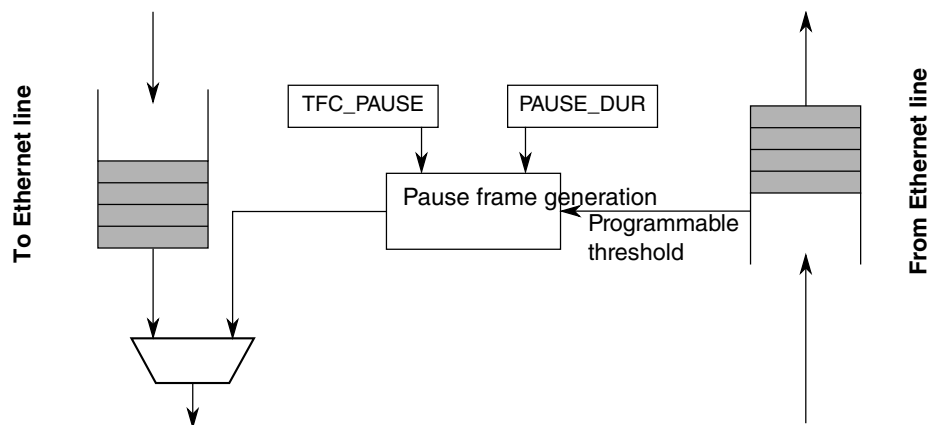 To Ethernet line
TFC_PAUSE
PAUSE_DUR
Pause frame generation
Programmable
threshold
From Ethernet line